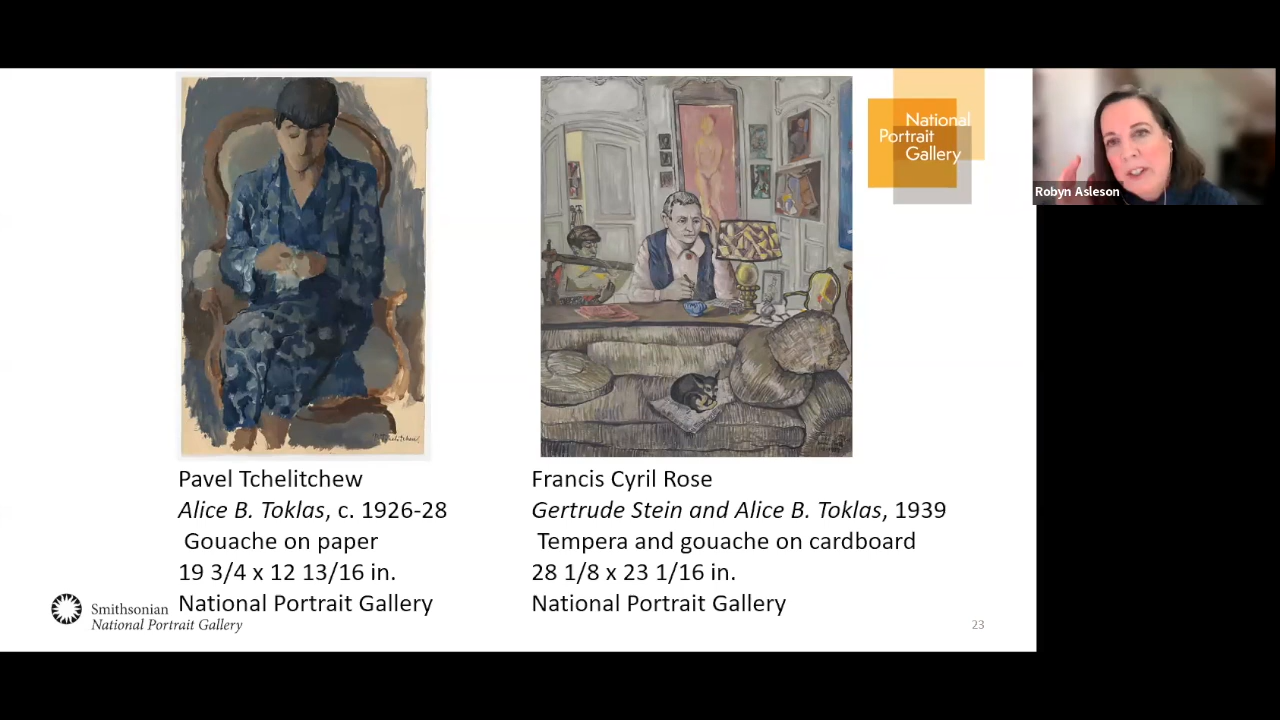 National
Portrait
Gallery
Robyn Asleson
Pavel Tchelitchew
Alice B. Toklas, c. 1926-28
Gouache on paper
19 3/4 x 12 13/16 in.
National Portrait Gallery
Francis Cyril Rose
Gertrude Stein and Alice B. Toklas, 1939
Tempera and gouache on cardboard
28 1/8 x 23 1/16 in.
National Portrait Gallery
Smithsonian
National Portrait Gallery
23